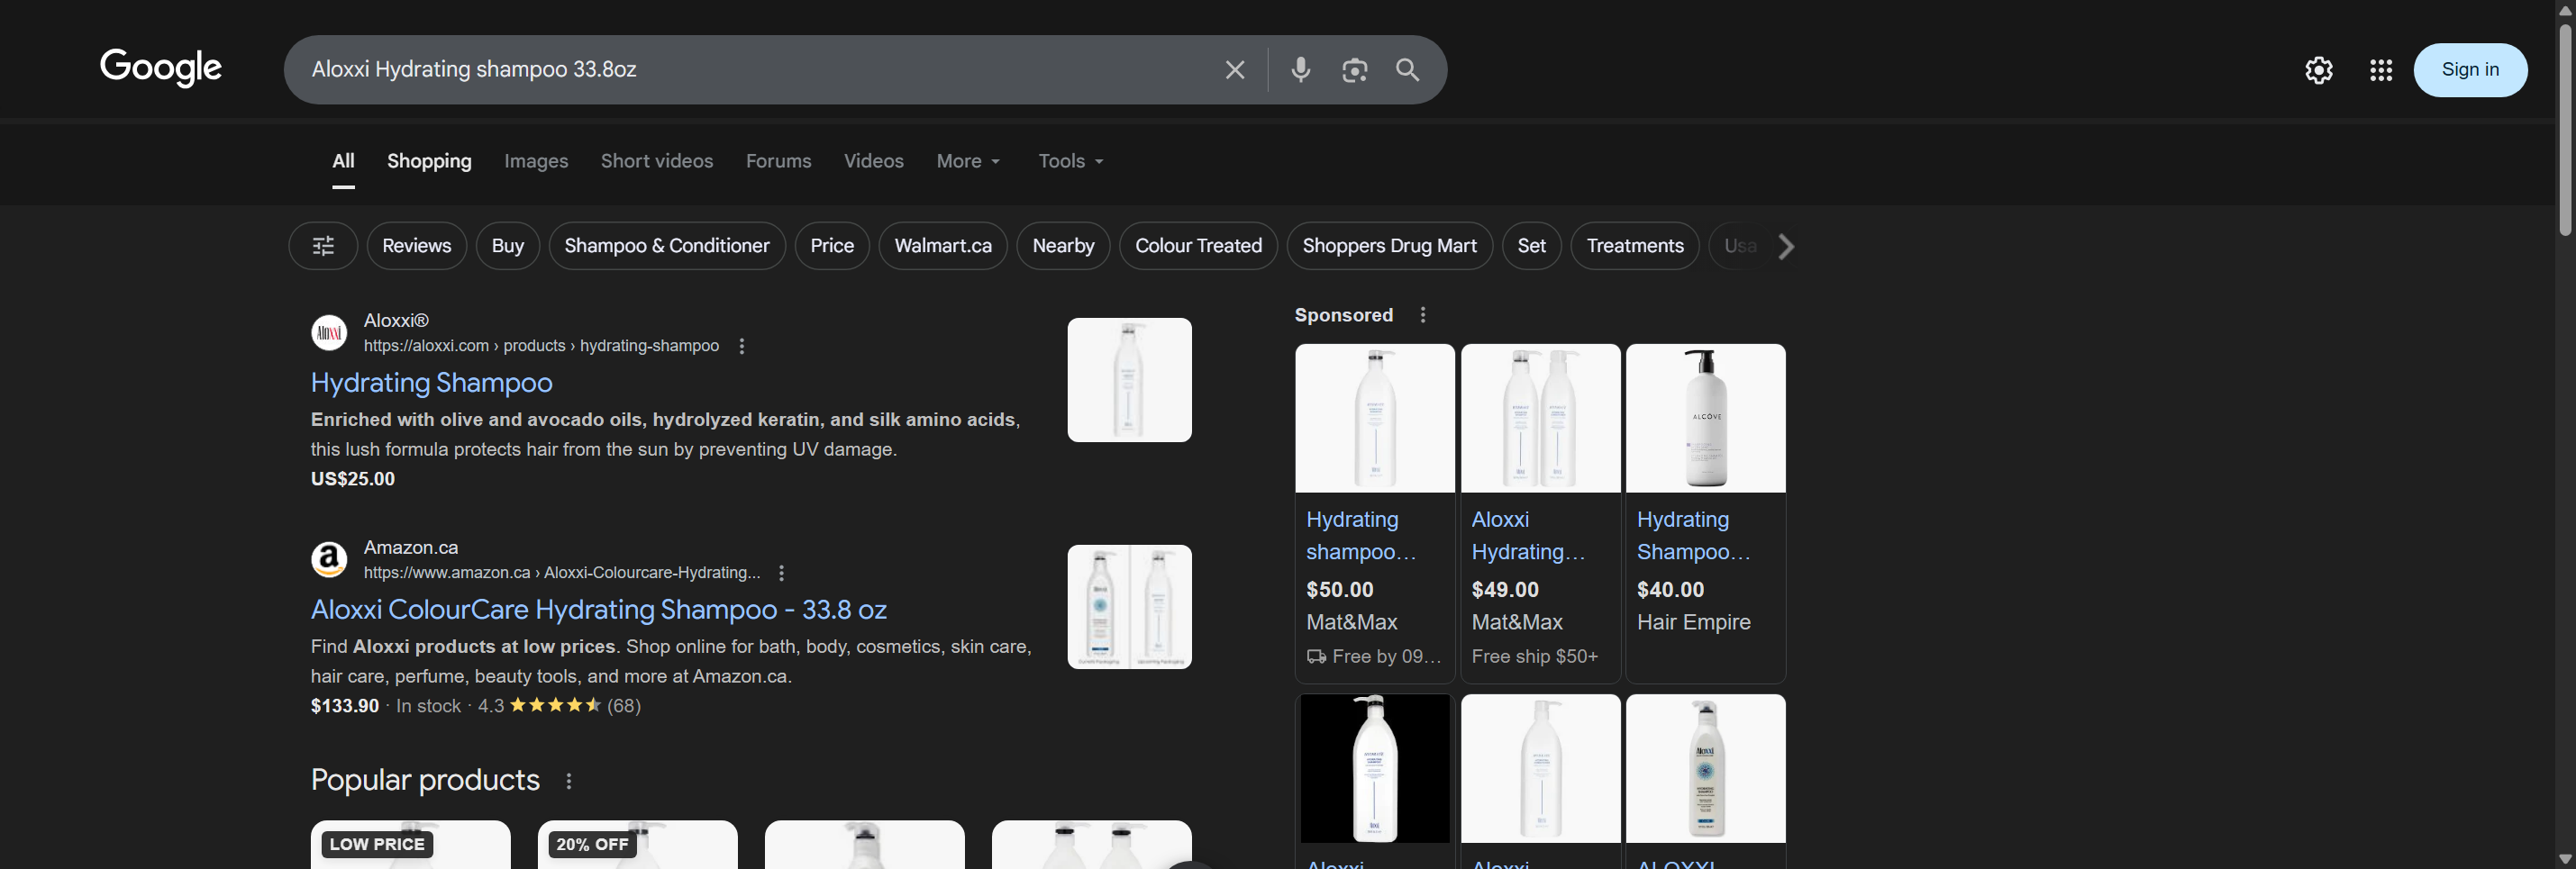 Google
Aloxxi Hydrating shampoo 33.8oz
Sign in
All
Shopping
Images
Short videos
Forums
Videos
More
Tools
Reviews
Buy
Shampoo & Conditioner
Price
Walmart.ca
Nearby
Colour Treated
Shoppers Drug Mart
Set
Treatments
Usa
Aloxxi
Aloxxi®
https://aloxxi.com › products › hydrating-shampoo
Hydrating Shampoo
Enriched with olive and avocado oils, hydrolyzed keratin, and silk amino acids,
this lush formula protects hair from the sun by preventing UV damage.
US$25.00
Amazon.ca
https://www.amazon.ca › Aloxxi-Colourcare-Hydrating...
Aloxxi ColourCare Hydrating Shampoo - 33.8 oz
Find Aloxxi products at low prices. Shop online for bath, body, cosmetics, skin care,
hair care, perfume, beauty tools, and more at Amazon.ca.
$133.90 · In stock · 4.3 (68)
Popular products
LOW PRICE
20% OFF
Sponsored
Hydrating
shampoo...
$50.00
Mat&Max
Free by 09...
Aloxxi
Hydrating...
$49.00
Mat&Max
Free ship $50+
ALCÔVE
Hydrating
Shampoo...
$40.00
Hair Empire
Aloxxi
Aloxxi
Aloxxi
ALOXXI